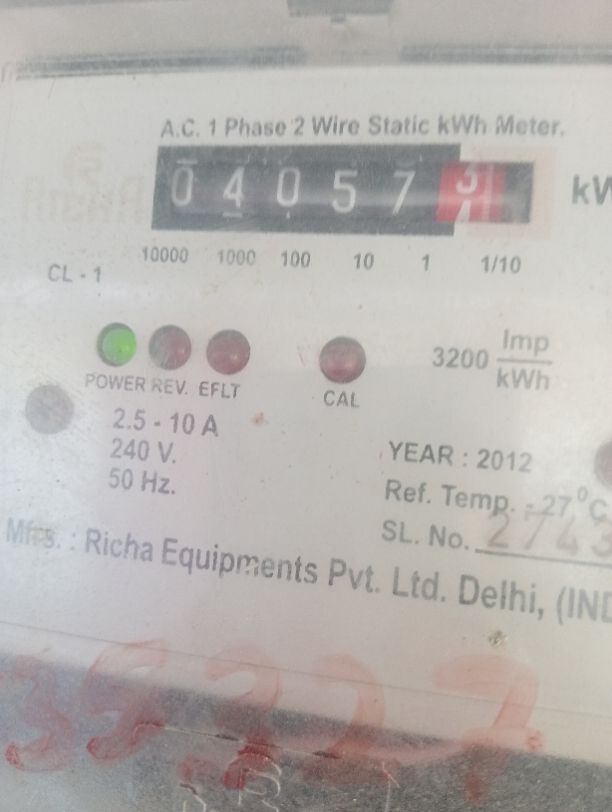 A.C. 1 Phase 2 Wire Static kWh Meter.
0 4 0 5 7 3
10000 1000 100 10 1 1/10
CL - 1
3200 Imp
kWh
POWER REV. EFLT
CAL
2.5 - 10 A
240 V.
50 Hz.
YEAR : 2012
Ref. Temp. - 27°C
SL. No. 2743
Mfrs. : Richa Equipments Pvt. Ltd. Delhi,